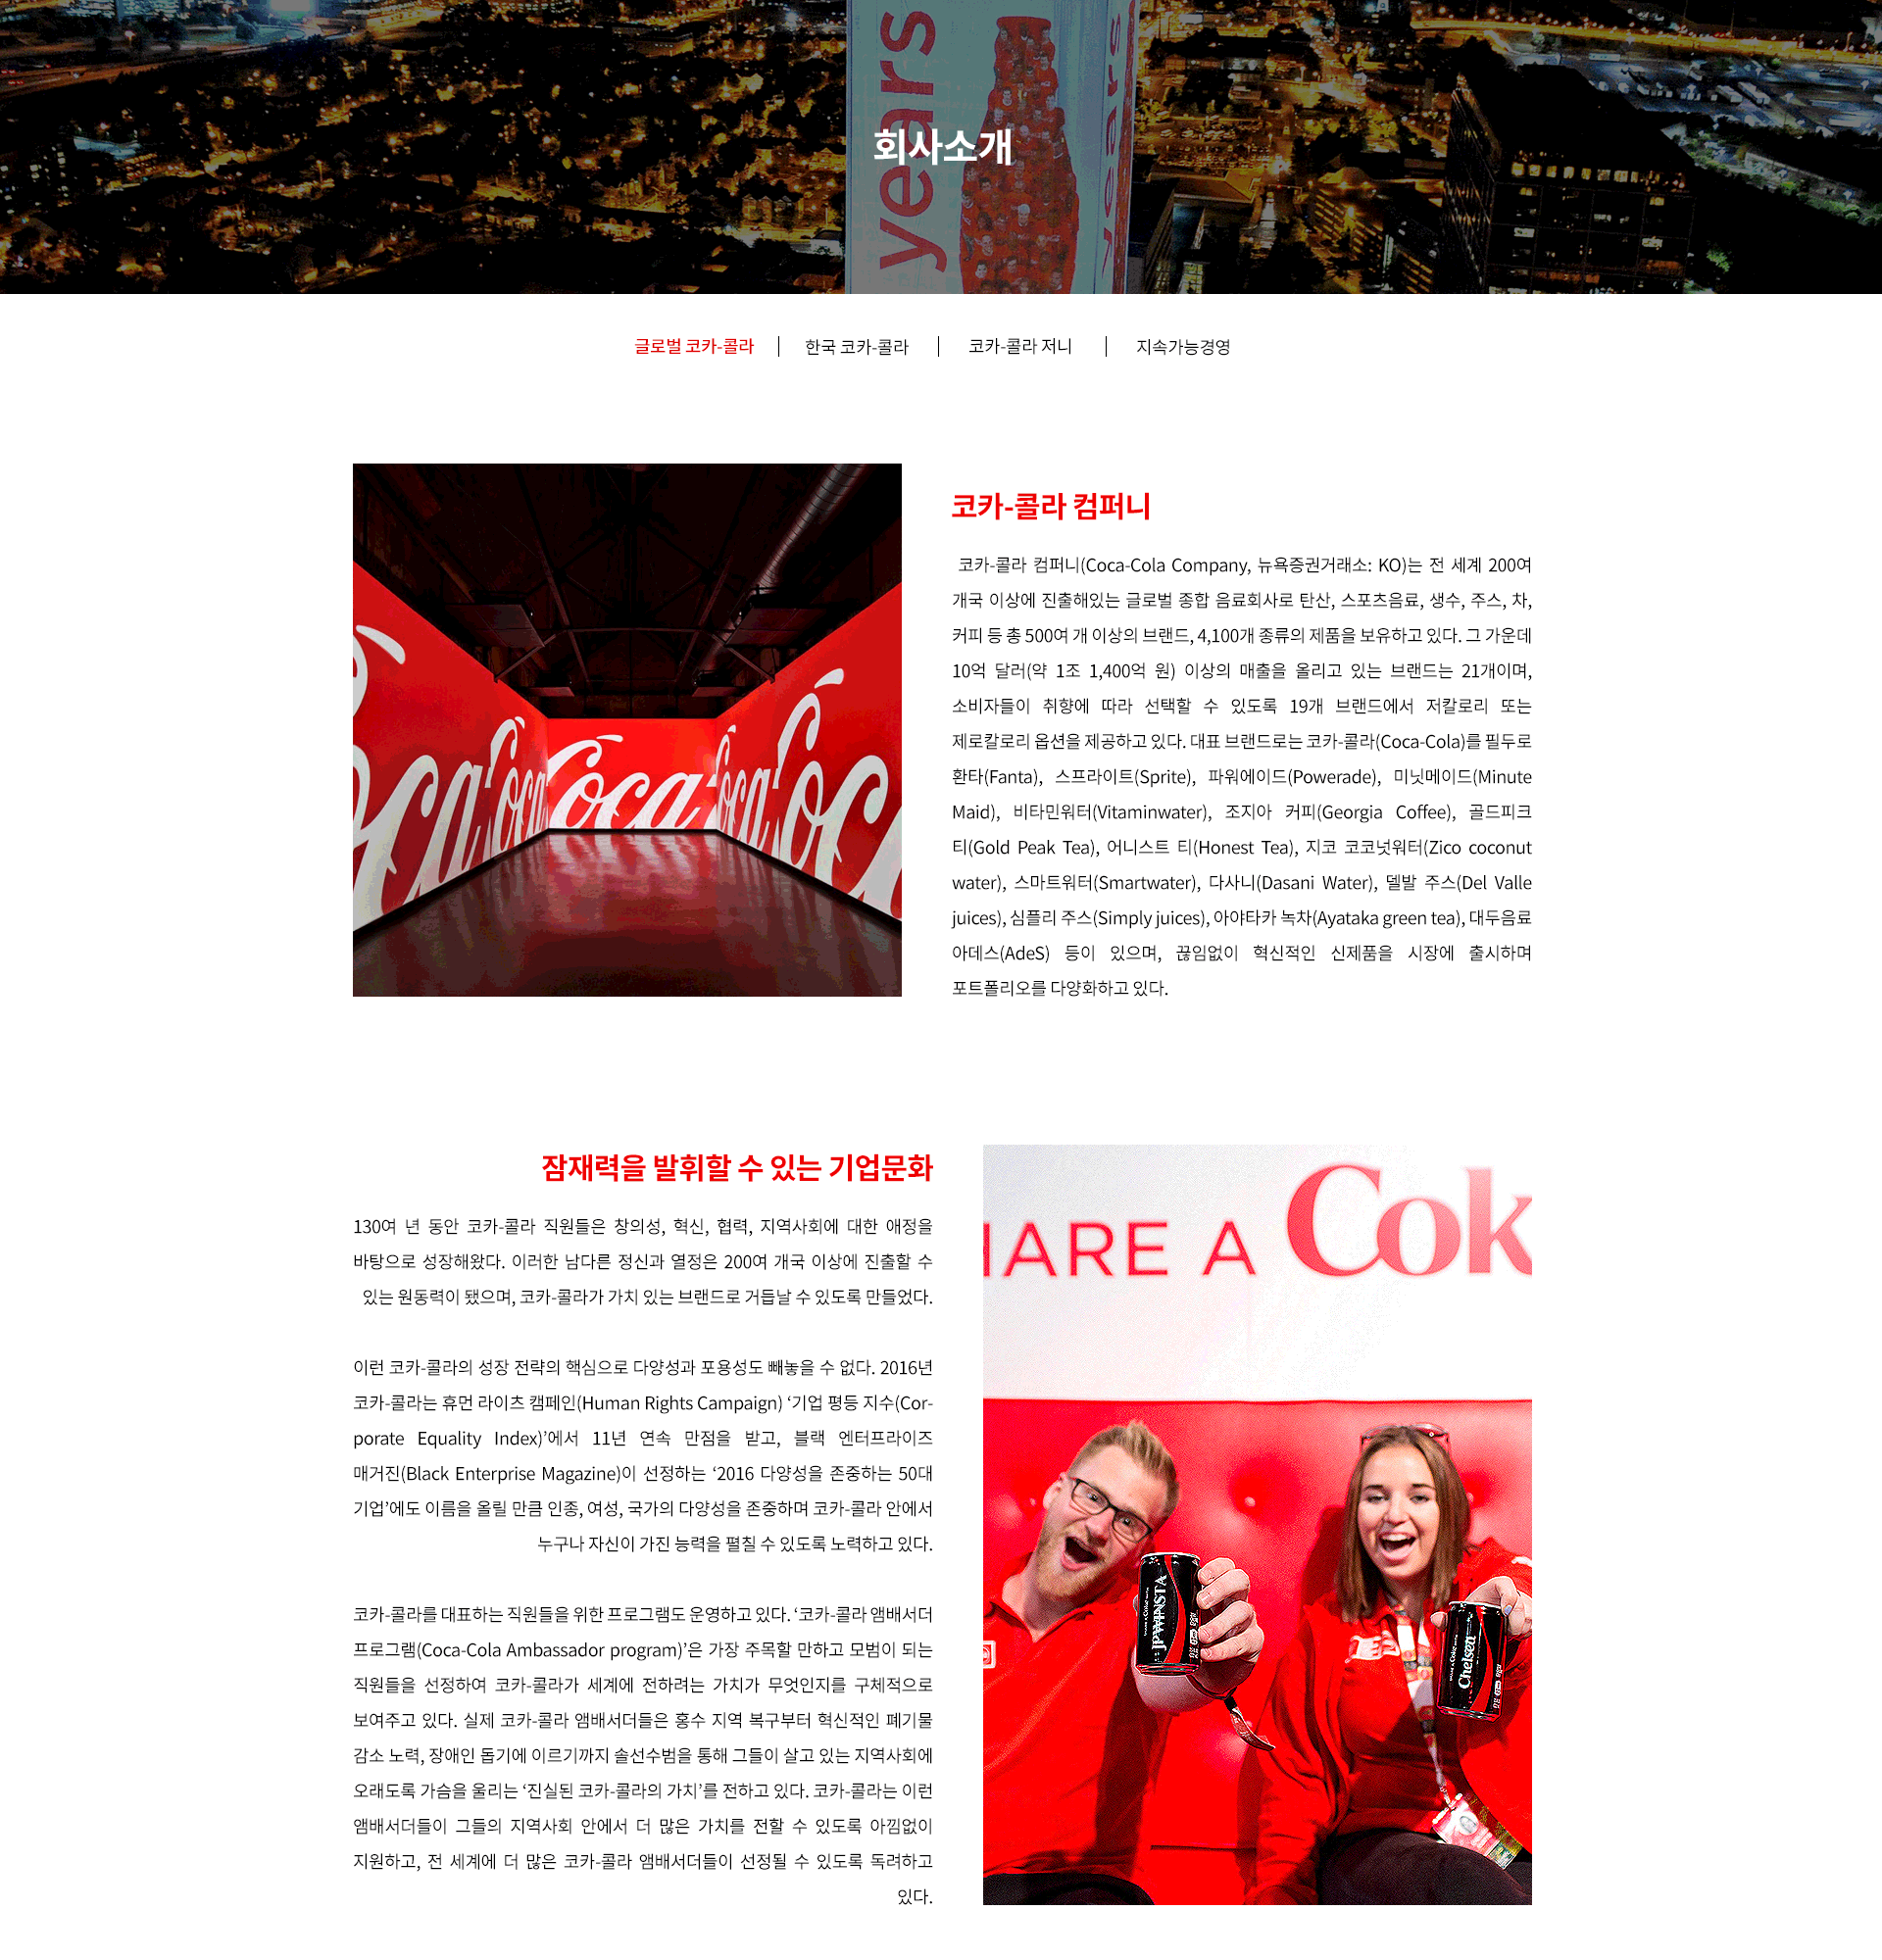 years
years
회사소개
글로벌 코카-콜라
한국 코카-콜라
코카-콜라 저니
지속가능경영
코카-콜라 컴퍼니
코카-콜라 컴퍼니(Coca-Cola Company, 뉴욕증권거래소: KO)는 전 세계 200여
개국 이상에 진출해있는 글로벌 종합 음료회사로 탄산, 스포츠음료, 생수, 주스, 차,
커피 등 총 500여 개 이상의 브랜드, 4,100개 종류의 제품을 보유하고 있다. 그 가운데
10억 달러(약 1조 1,400억 원) 이상의 매출을 올리고 있는 브랜드는 21개이며,
소비자들이 취향에 따라 선택할 수 있도록 19개 브랜드에서 저칼로리 또는
제로칼로리 옵션을 제공하고 있다. 대표 브랜드로는 코카-콜라(Coca-Cola)를 필두로
환타(Fanta), 스프라이트(Sprite), 파워에이드(Powerade), 미닛메이드(Minute
Maid), 비타민워터(Vitaminwater), 조지아 커피(Georgia Coffee), 골드피크
티(Gold Peak Tea), 어니스트 티(Honest Tea), 지코 코코넛워터(Zico coconut
water), 스마트워터(Smartwater), 다사니(Dasani Water), 델발 주스(Del Valle
juices), 심플리 주스(Simply juices), 아야타카 녹차(Ayataka green tea), 대두음료
아데스(AdeS) 등이 있으며, 끊임없이 혁신적인 신제품을 시장에 출시하며
포트폴리오를 다양화하고 있다.
oca
oca
Coca
oca
oca
잠재력을 발휘할 수 있는 기업문화
130여 년 동안 코카-콜라 직원들은 창의성, 혁신, 협력, 지역사회에 대한 애정을
바탕으로 성장해왔다. 이러한 남다른 정신과 열정은 200여 개국 이상에 진출할 수
있는 원동력이 됐으며, 코카-콜라가 가치 있는 브랜드로 거듭날 수 있도록 만들었다.
이런 코카-콜라의 성장 전략의 핵심으로 다양성과 포용성도 빼놓을 수 없다. 2016년
코카-콜라는 휴먼 라이츠 캠페인(Human Rights Campaign) ‘기업 평등 지수(Cor-
porate Equality Index)’에서 11년 연속 만점을 받고, 블랙 엔터프라이즈
매거진(Black Enterprise Magazine)이 선정하는 ‘2016 다양성을 존중하는 50대
기업’에도 이름을 올릴 만큼 인종, 여성, 국가의 다양성을 존중하며 코카-콜라 안에서
누구나 자신이 가진 능력을 펼칠 수 있도록 노력하고 있다.
코카-콜라를 대표하는 직원들을 위한 프로그램도 운영하고 있다. ‘코카-콜라 앰배서더
프로그램(Coca-Cola Ambassador program)’은 가장 주목할 만하고 모범이 되는
직원들을 선정하여 코카-콜라가 세계에 전하려는 가치가 무엇인지를 구체적으로
보여주고 있다. 실제 코카-콜라 앰배서더들은 홍수 지역 복구부터 혁신적인 폐기물
감소 노력, 장애인 돕기에 이르기까지 솔선수범을 통해 그들이 살고 있는 지역사회에
오래도록 가슴을 울리는 ‘진실된 코카-콜라의 가치’를 전하고 있다. 코카-콜라는 이런
앰배서더들이 그들의 지역사회 안에서 더 많은 가치를 전할 수 있도록 아낌없이
지원하고, 전 세계에 더 많은 코카-콜라 앰배서더들이 선정될 수 있도록 독려하고
있다.
HARE A Cok
JPWINSTA
Chelsea